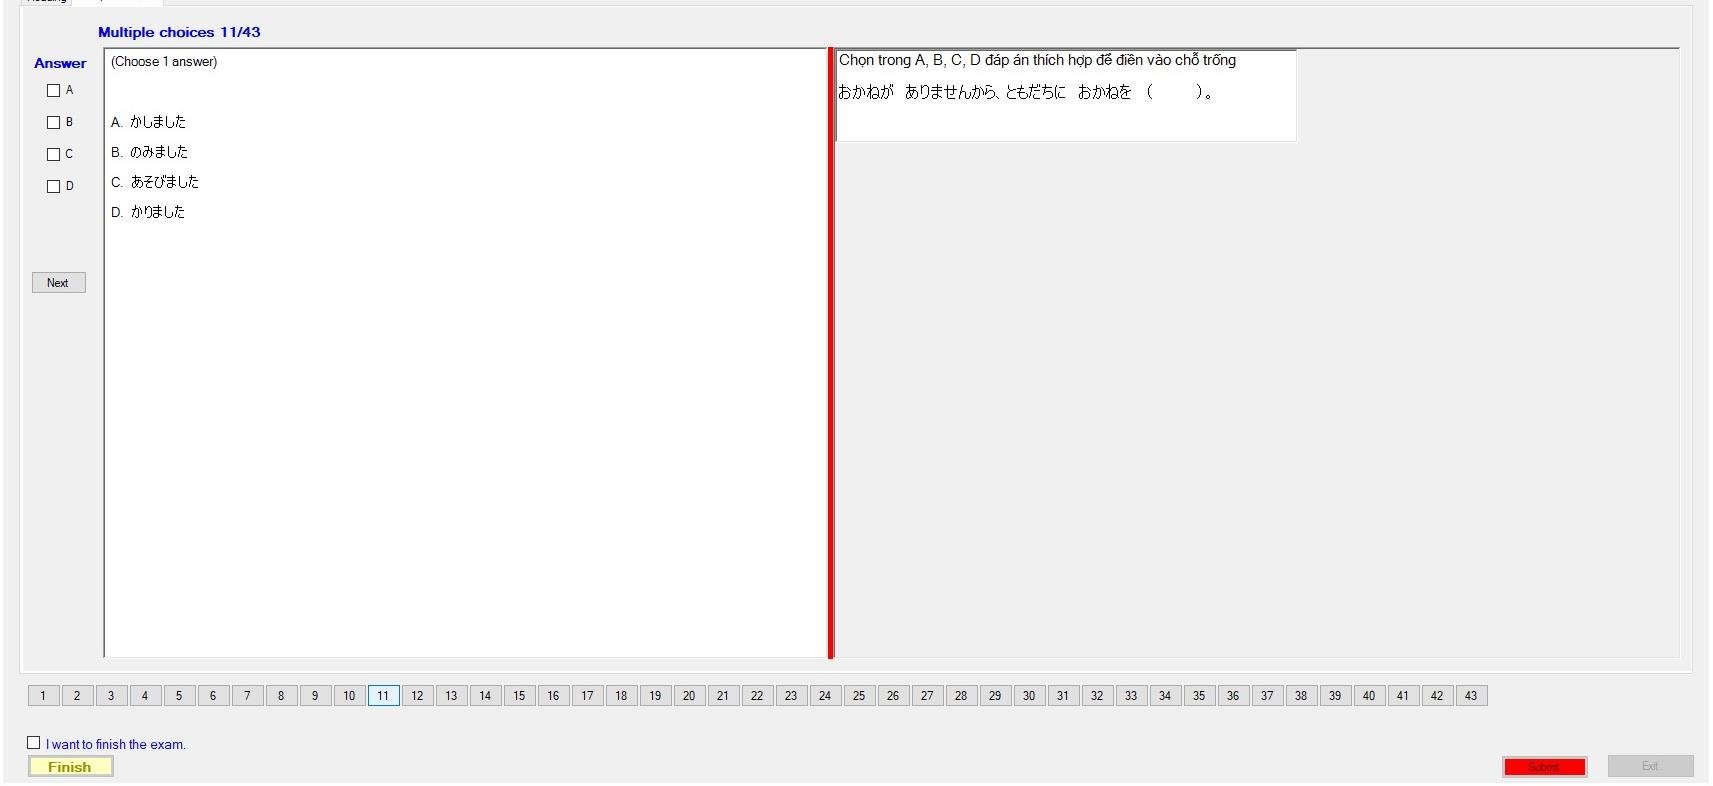 Multiple choices 11/43
Answer
A
B
C
D
Next
(Choose 1 answer)
A. かしました
B. のみました
C. あそびました
D. かりました
Chọn trong A, B, C, D đáp án thích hợp để điền vào chỗ trống
おかねが ありませんから、ともだちに おかねを ( )。
1 2 3 4 5 6 7 8 9 10 11 12 13 14 15 16 17 18 19 20 21 22 23 24 25 26 27 28 29 30 31 32 33 34 35 36 37 38 39 40 41 42 43
I want to finish the exam.
Finish
Submit
Exit